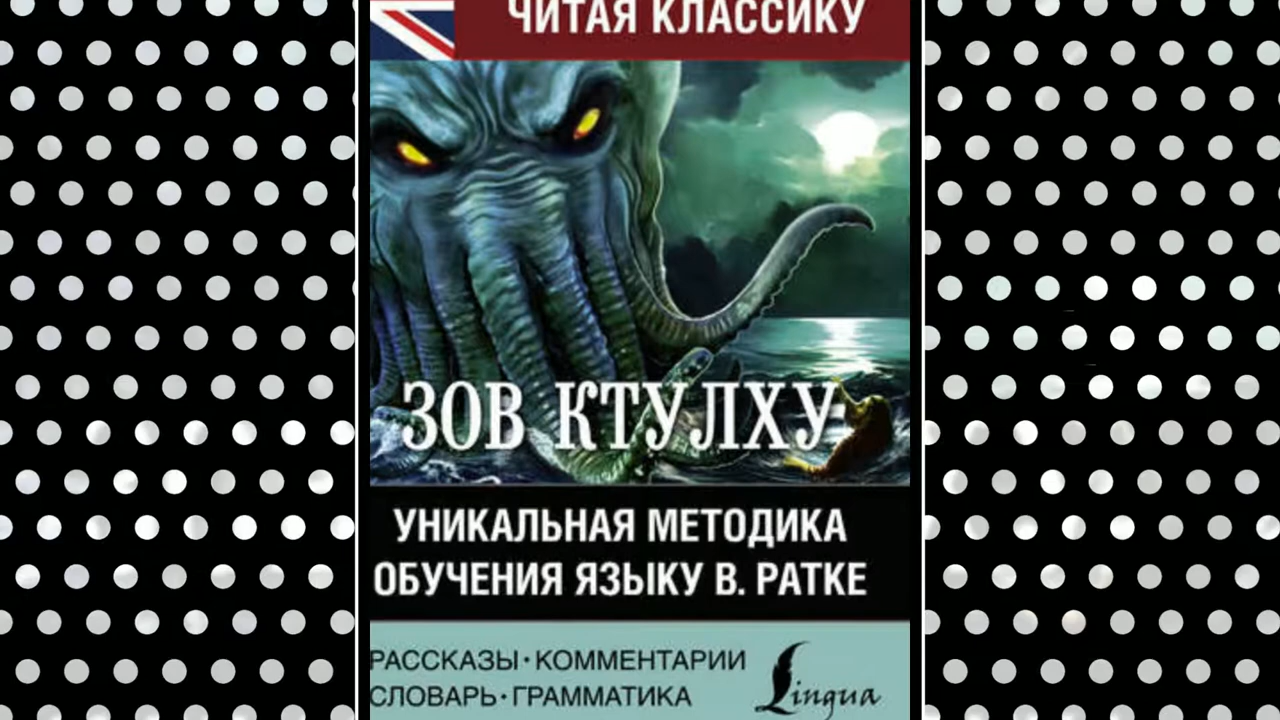 ЧИТАЯ КЛАССИКУ
ЗОВ КТУЛХУ
УНИКАЛЬНАЯ МЕТОДИКА
ОБУЧЕНИЯ ЯЗЫКУ В. РАТКЕ
РАССКАЗЫ·КОММЕНТАРИИ
СЛОВАРЬ·ГРАММАТИКА
Lingua